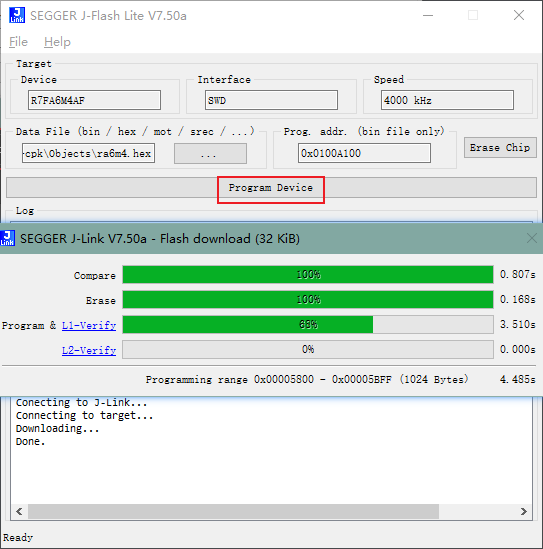 SEGGER J-Flash Lite V7.50a
File Help
Target
Device Interface Speed
R7FA6M4AF SWD 4000 kHz
Data File (bin / hex / mot / srec / ...) Prog. addr. (bin file only)
-cpk\Objects\ra6m4.hex ... 0x0100A100 Erase Chip
Program Device
Log
SEGGER J-Link V7.50a - Flash download (32 KiB)
Compare 100% 0.807s
Erase 100% 0.168s
Program & L1-Verify 68% 3.510s
L2-Verify 0% 0.000s
Programming range 0x00005800 - 0x00005BFF (1024 Bytes) 4.485s
Conecting to J-Link...
Connecting to target...
Downloading...
Done.
Ready